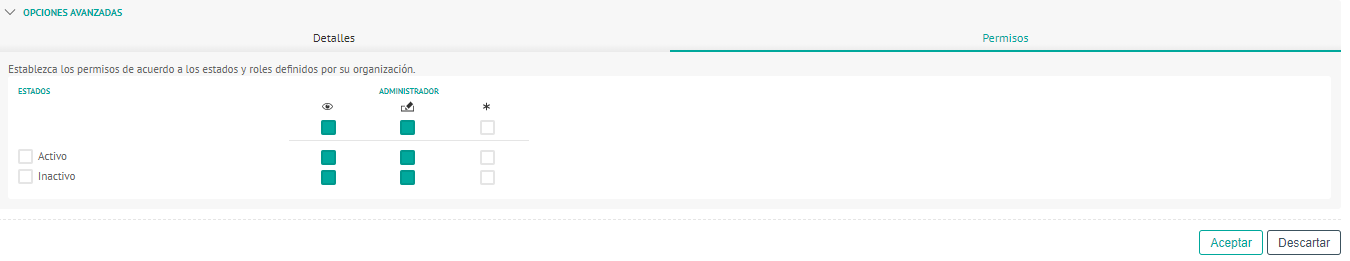 OPCIONES AVANZADAS
Detalles Permisos
Establezca los permisos de acuerdo a los estados y roles definidos por su organización.
ESTADOS ADMINISTRADOR
Activo
Inactivo
Aceptar Descartar